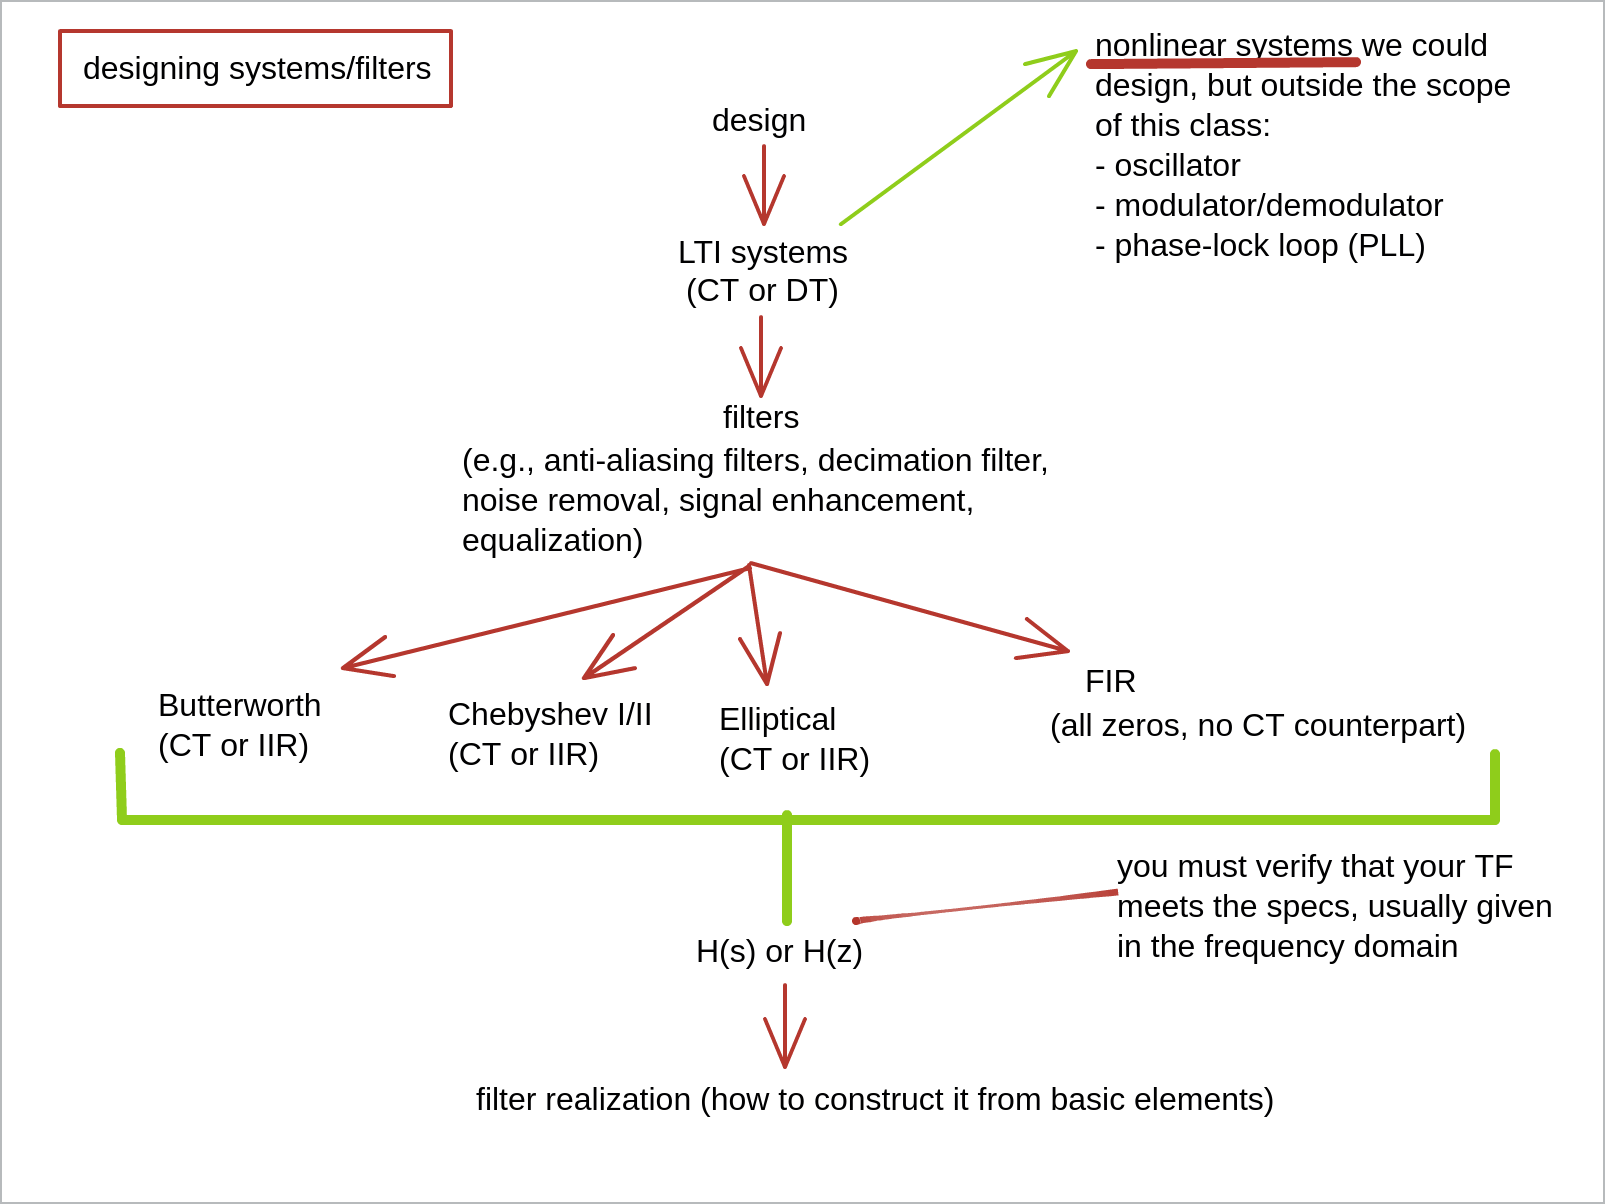 designing systems/filters
nonlinear systems we could
design, but outside the scope
of this class:
- oscillator
- modulator/demodulator
- phase-lock loop (PLL)
design
LTI systems
(CT or DT)
filters
(e.g., anti-aliasing filters, decimation filter,
noise removal, signal enhancement,
equalization)
Butterworth
(CT or IIR)
Chebyshev I/II
(CT or IIR)
Elliptical
(CT or IIR)
FIR
(all zeros, no CT counterpart)
you must verify that your TF
meets the specs, usually given
in the frequency domain
H(s) or H(z)
filter realization (how to construct it from basic elements)